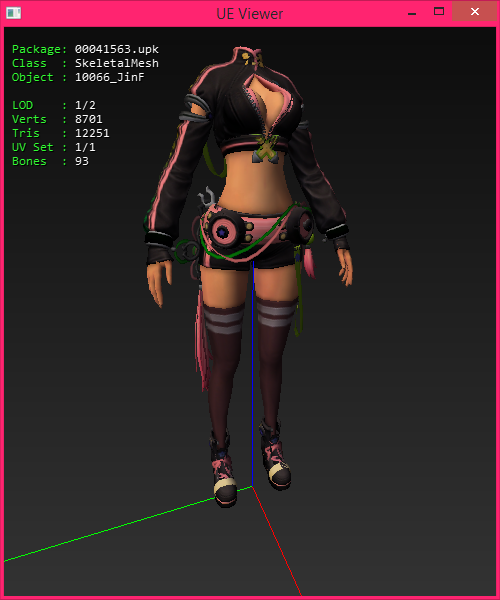 UE Viewer
Package: 00041563.upk
Class  : SkeletalMesh
Object : 10066_JinF
LOD    : 1/2
Verts  : 8701
Tris   : 12251
UV Set : 1/1
Bones  : 93